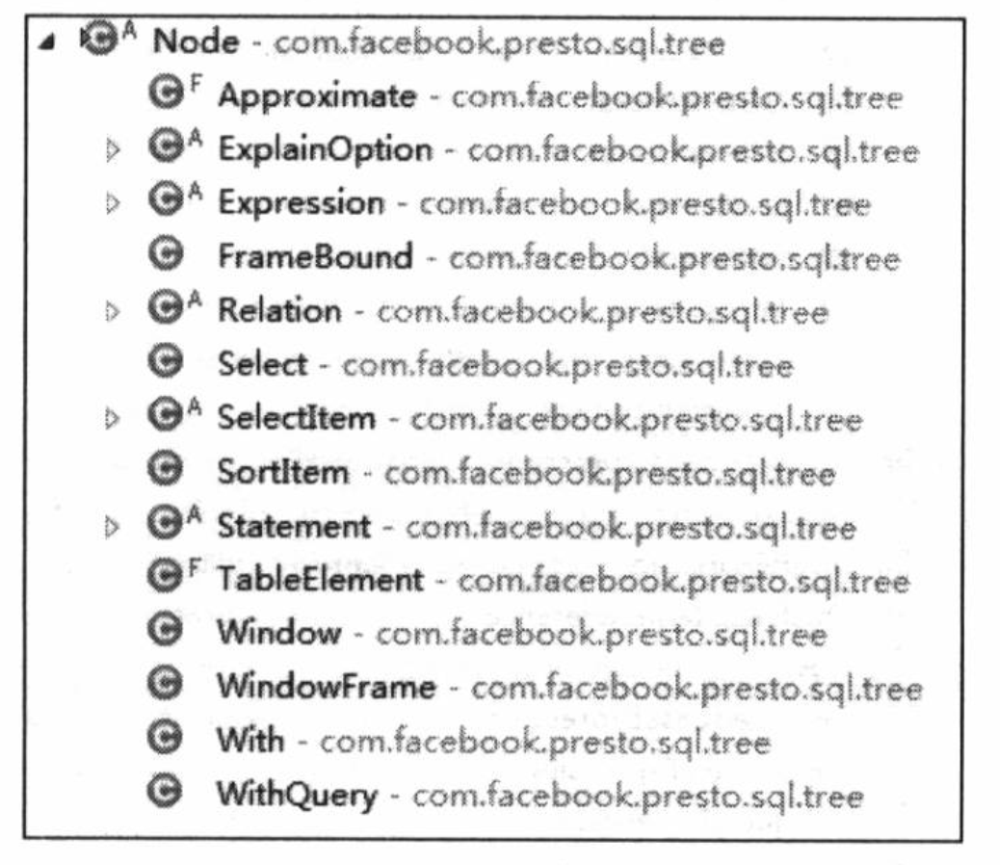 A Node - com.facebook.presto.sql.tree
C F Approximate - com.facebook.presto.sql.tree
C A ExplainOption - com.facebook.presto.sql.tree
C A Expression - com.facebook.presto.sql.tree
C FrameBound - com.facebook.presto.sql.tree
C A Relation - com.facebook.presto.sql.tree
C Select - com.facebook.presto.sql.tree
C A SelectItem - com.facebook.presto.sql.tree
C SortItem - com.facebook.presto.sql.tree
C A Statement - com.facebook.presto.sql.tree
C F TableElement - com.facebook.presto.sql.tree
C Window - com.facebook.presto.sql.tree
C WindowFrame - com.facebook.presto.sql.tree
C With - com.facebook.presto.sql.tree
C WithQuery - com.facebook.presto.sql.tree